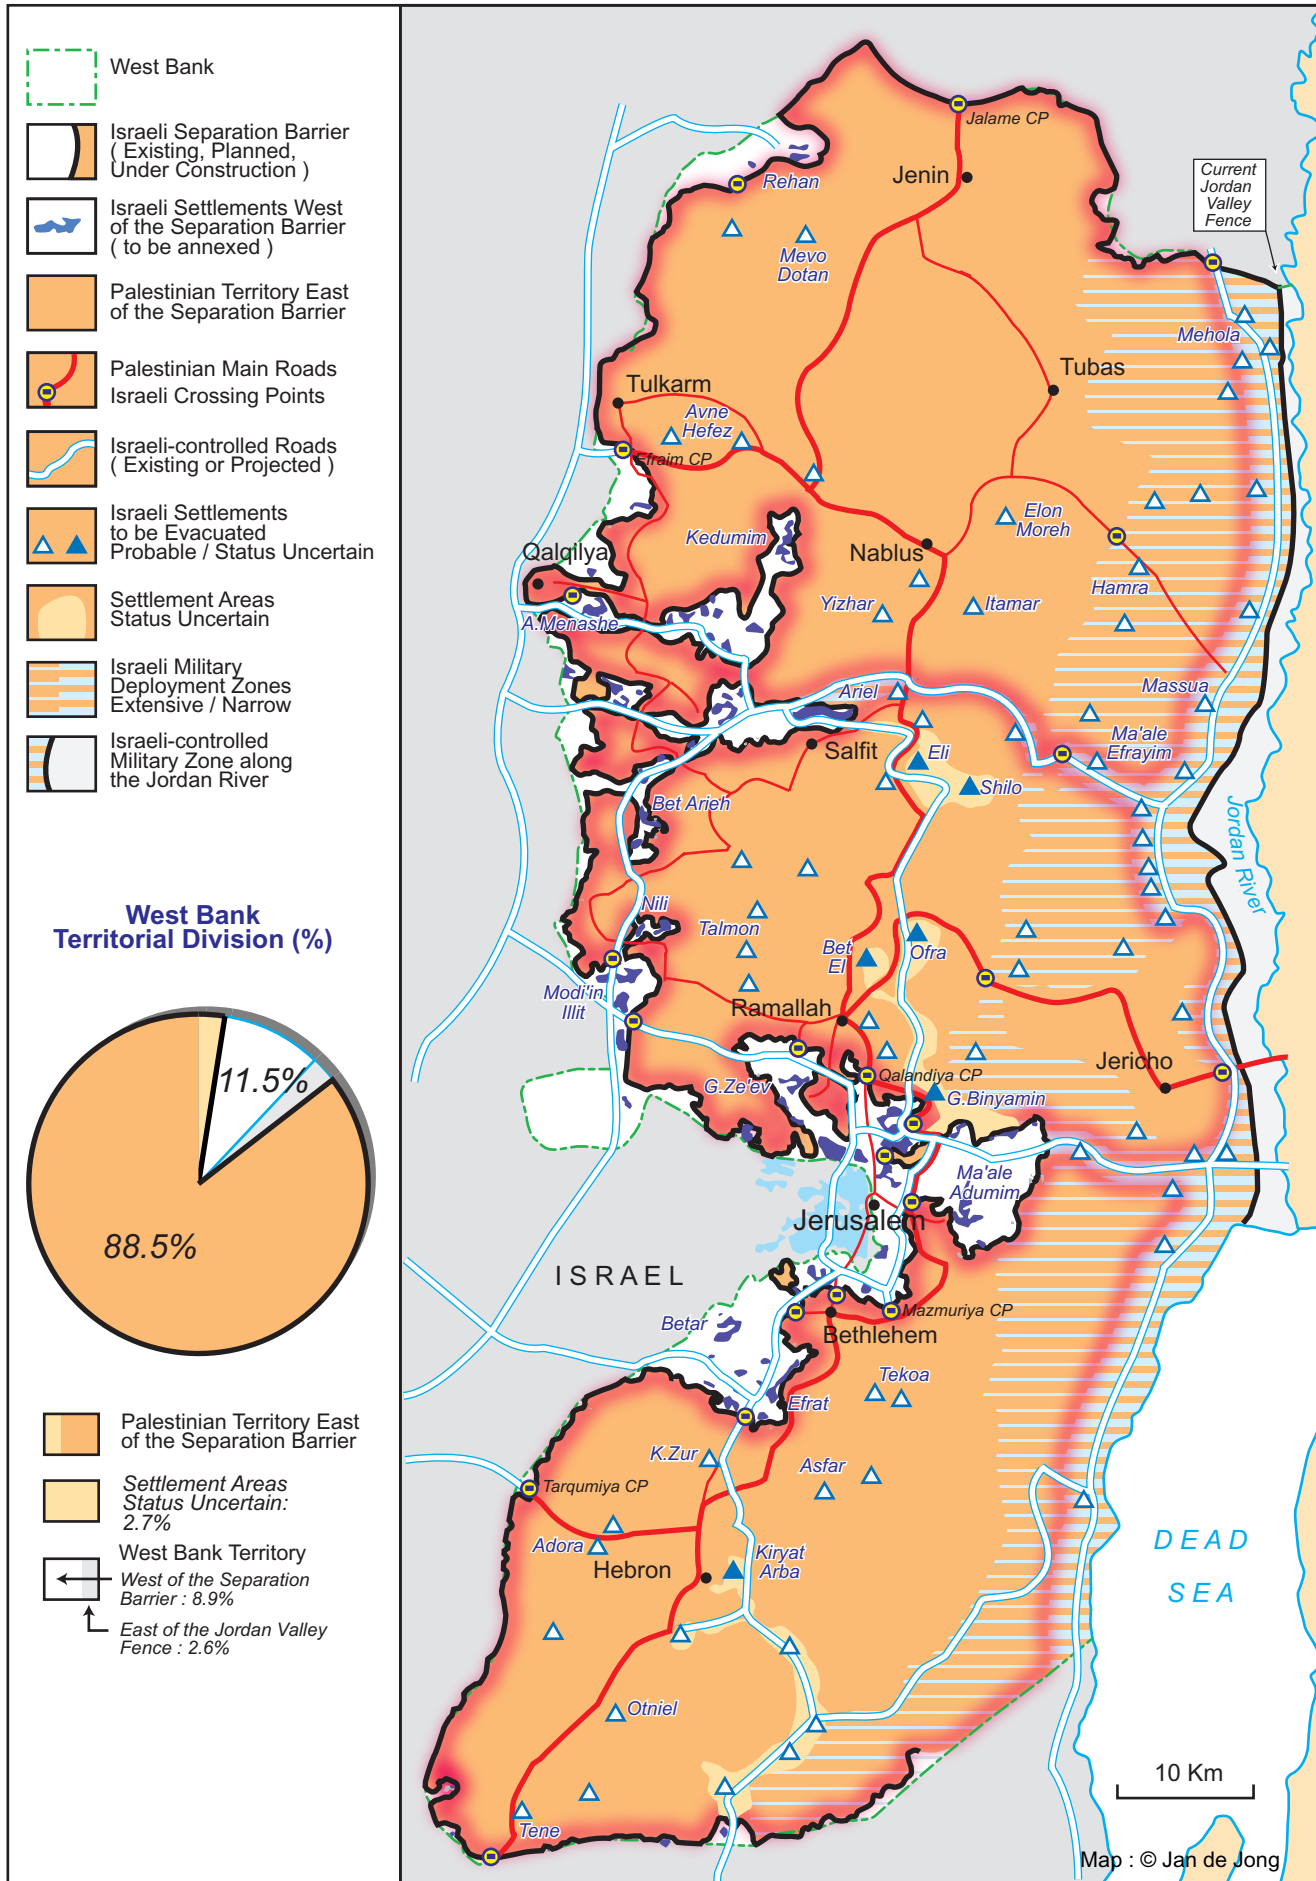 West Bank
Israeli Separation Barrier
( Existing, Planned,
Under Construction )
Israeli Settlements West
of the Separation Barrier
( to be annexed )
Palestinian Territory East
of the Separation Barrier
Palestinian Main Roads
Israeli Crossing Points
Israeli-controlled Roads
( Existing or Projected )
Israeli Settlements
to be Evacuated
Probable / Status Uncertain
Settlement Areas
Status Uncertain
Israeli Military
Deployment Zones
Extensive / Narrow
Israeli-controlled
Military Zone along
the Jordan River
West Bank
Territorial Division (%)
11.5%
88.5%
Palestinian Territory East
of the Separation Barrier
Settlement Areas
Status Uncertain:
2.7%
West Bank Territory
West of the Separation
Barrier : 8.9%
East of the Jordan Valley
Fence : 2.6%
Jalame CP
Jenin
Rehan
Current
Jordan
Valley
Fence
Mevo
Dotan
Mehola
Tubas
Tulkarm
Avne
Hefez
Efraim CP
Elon
Moreh
Kedumim
Nablus
Qalqilya
Hamra
Yizhar
Itamar
A.Menashe
Ariel
Massua
Salfit
Eli
Ma'ale
Efrayim
Shilo
Bet Arieh
Jordan River
Nili
Talmon
Bet
El
Ofra
Modi'in
Illit
Ramallah
Jericho
Qalandiya CP
G.Ze'ev
G.Binyamin
Ma'ale
Adumim
Jerusalem
ISRAEL
Betar
Mazmuriya CP
Bethlehem
Tekoa
Efrat
K.Zur
Asfar
Tarqumiya CP
Adora
Hebron
Kiryat
Arba
DEAD
SEA
Otniel
10 Km
Tene
Map : © Jan de Jong